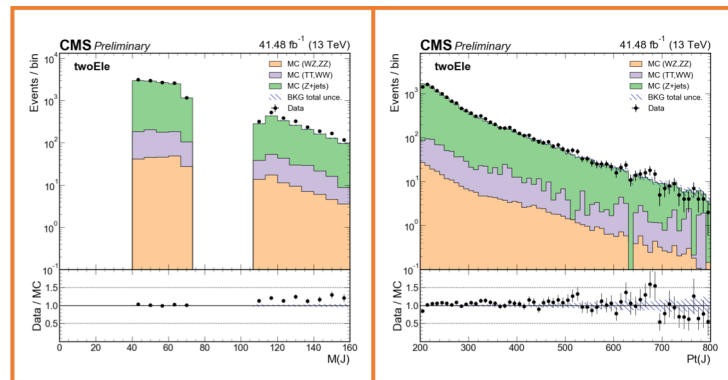 CMS Preliminary 41.48 fb⁻¹ (13 TeV)
twoEle
MC (WZ,ZZ)
MC (TT,WW)
MC (Z+jets)
BKG total unce.
Data
Events / bin
10³
10²
10
10⁰
10⁻¹
Data / MC
1.5
1.0
0.5
0 20 40 60 80 100 120 140 160
M(J)
CMS Preliminary 41.48 fb⁻¹ (13 TeV)
twoEle
MC (WZ,ZZ)
MC (TT,WW)
MC (Z+jets)
BKG total unce.
Data
Events / bin
10³
10²
10¹
10⁰
10⁻¹
Data / MC
1.5
1.0
0.5
200 300 400 500 600 700 800
Pt(J)